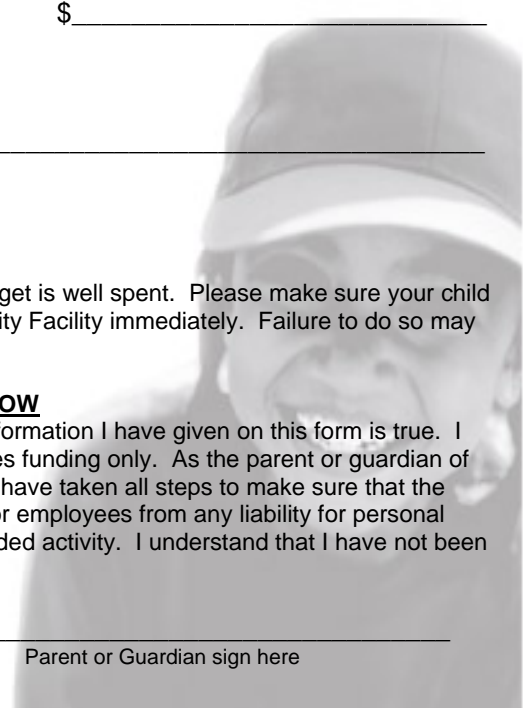 $
get is well spent. Please make sure your child
ity Facility immediately. Failure to do so may
OW
formation I have given on this form is true. I
es funding only. As the parent or guardian of
have taken all steps to make sure that the
or employees from any liability for personal
ded activity. I understand that I have not been
Parent or Guardian sign here